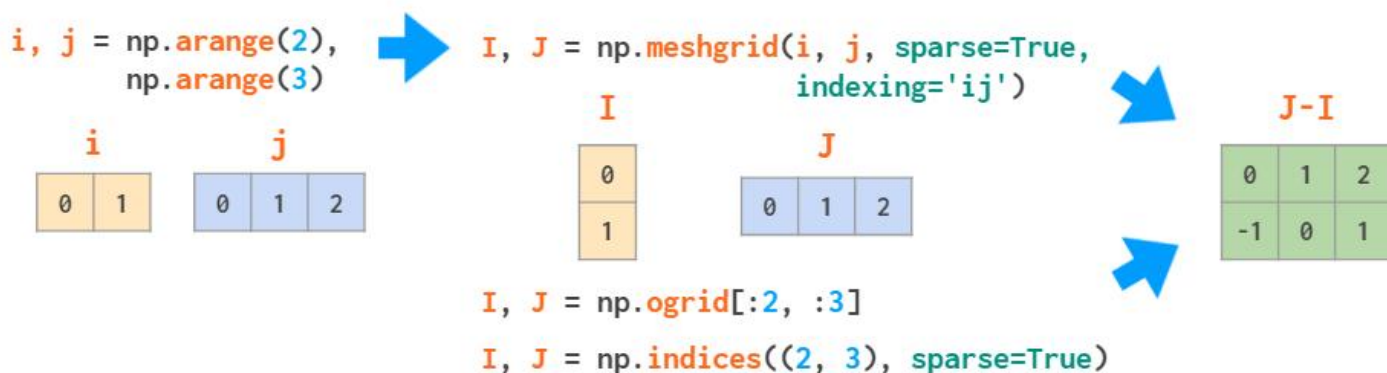 i, j = np.arange(2),
np.arange(3)
i
j
0 1
0 1 2
I, J = np.meshgrid(i, j, sparse=True,
indexing='ij')
I
J
0
1
0 1 2
I, J = np.ogrid[:2, :3]
I, J = np.indices((2, 3), sparse=True)
J-I
0 1 2
-1 0 1